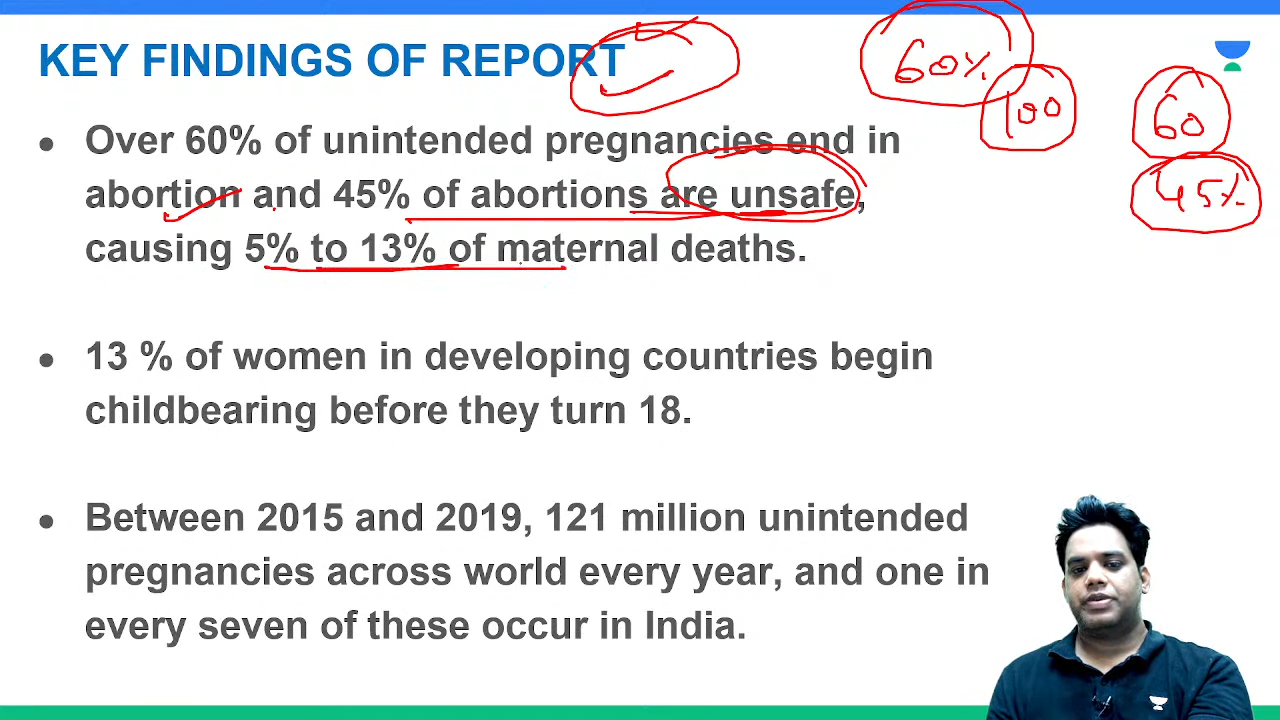 KEY FINDINGS OF REPORT
60%
100
60
45%
• Over 60% of unintended pregnancies end in
abortion and 45% of abortions are unsafe,
causing 5% to 13% of maternal deaths.
• 13 % of women in developing countries begin
childbearing before they turn 18.
• Between 2015 and 2019, 121 million unintended
pregnancies across world every year, and one in
every seven of these occur in India.